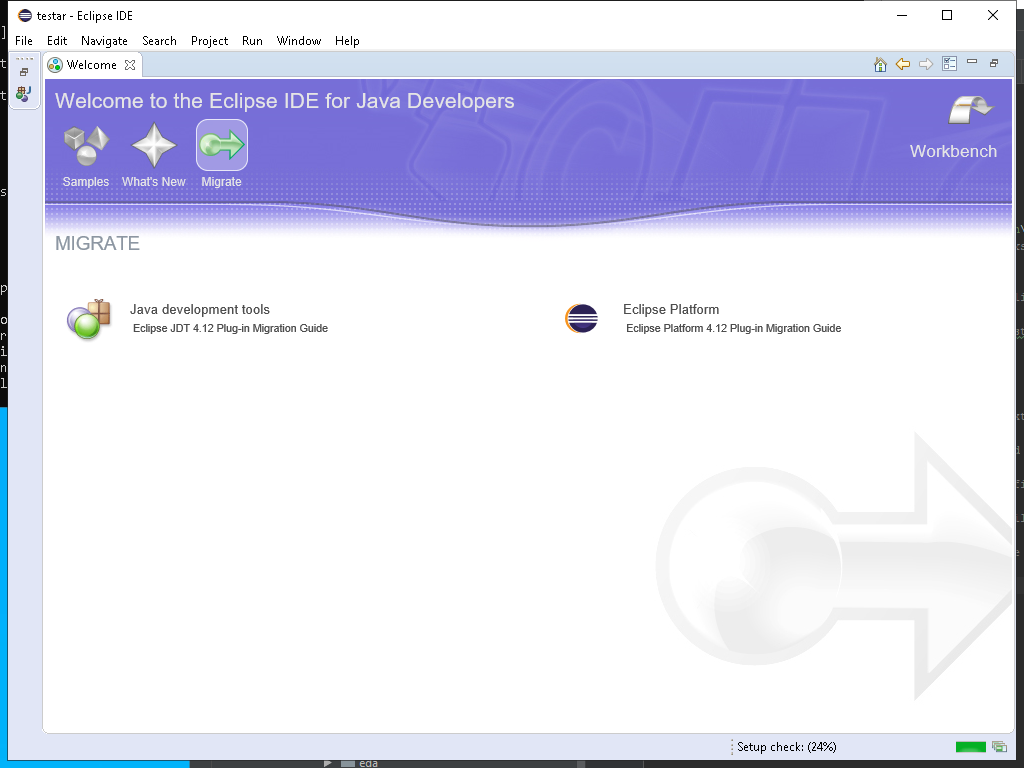 testar - Eclipse IDE
File Edit Navigate Search Project Run Window Help
Welcome
Welcome to the Eclipse IDE for Java Developers
Workbench
Samples What's New Migrate
MIGRATE
Java development tools
Eclipse JDT 4.12 Plug-in Migration Guide
Eclipse Platform
Eclipse Platform 4.12 Plug-in Migration Guide
Setup check: (24%)
eda